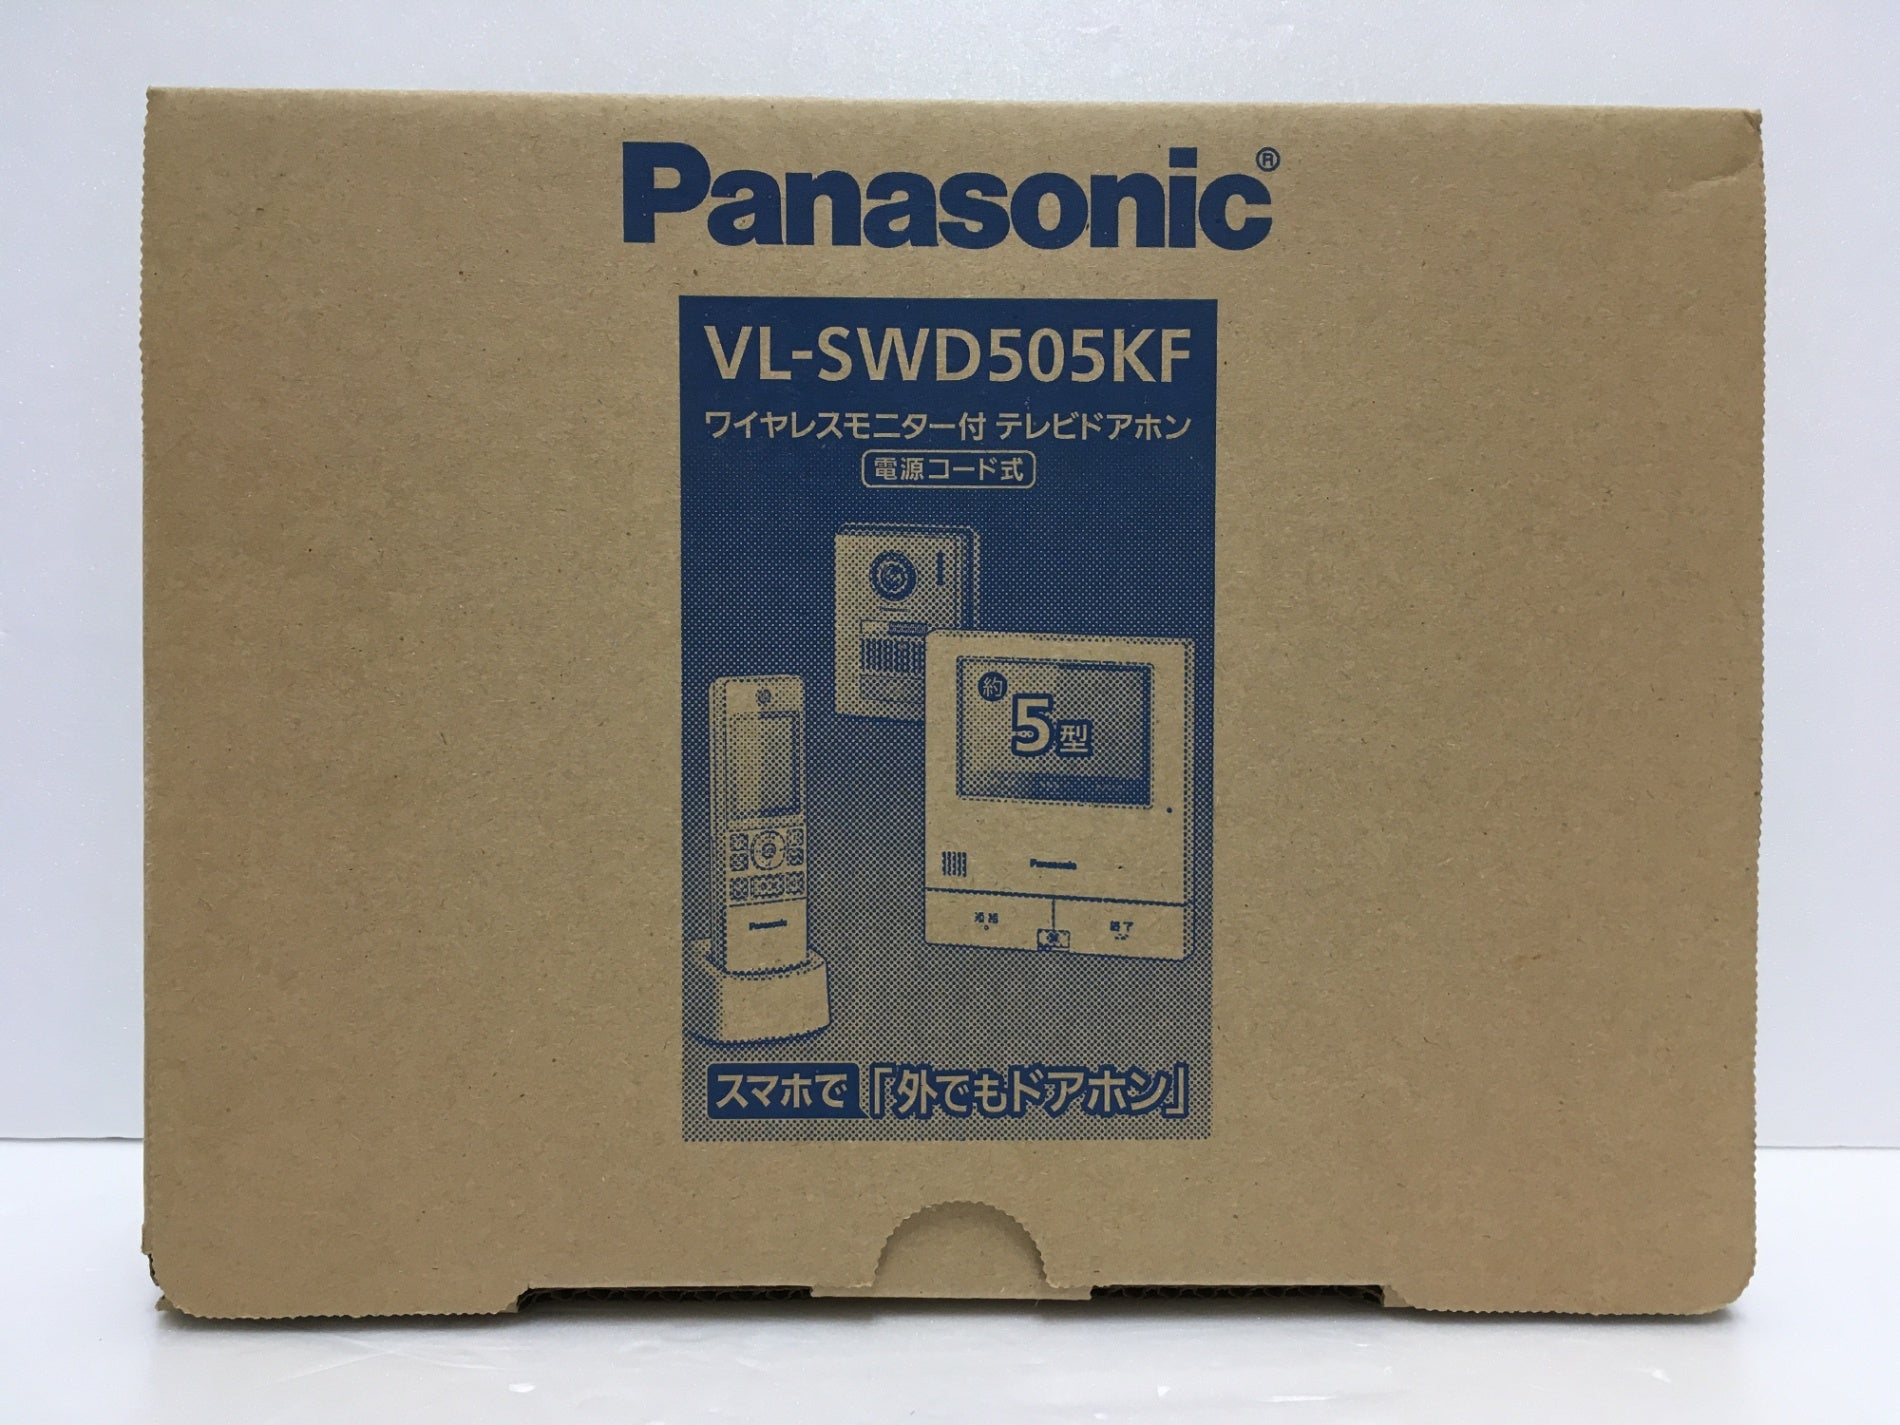 Panasonic®
VL-SWD505KF
ワイヤレスモニター付 テレビドアホン
電源コード式
約
5型
Panasonic
Panasonic
終了
スマホで「外でもドアホン」